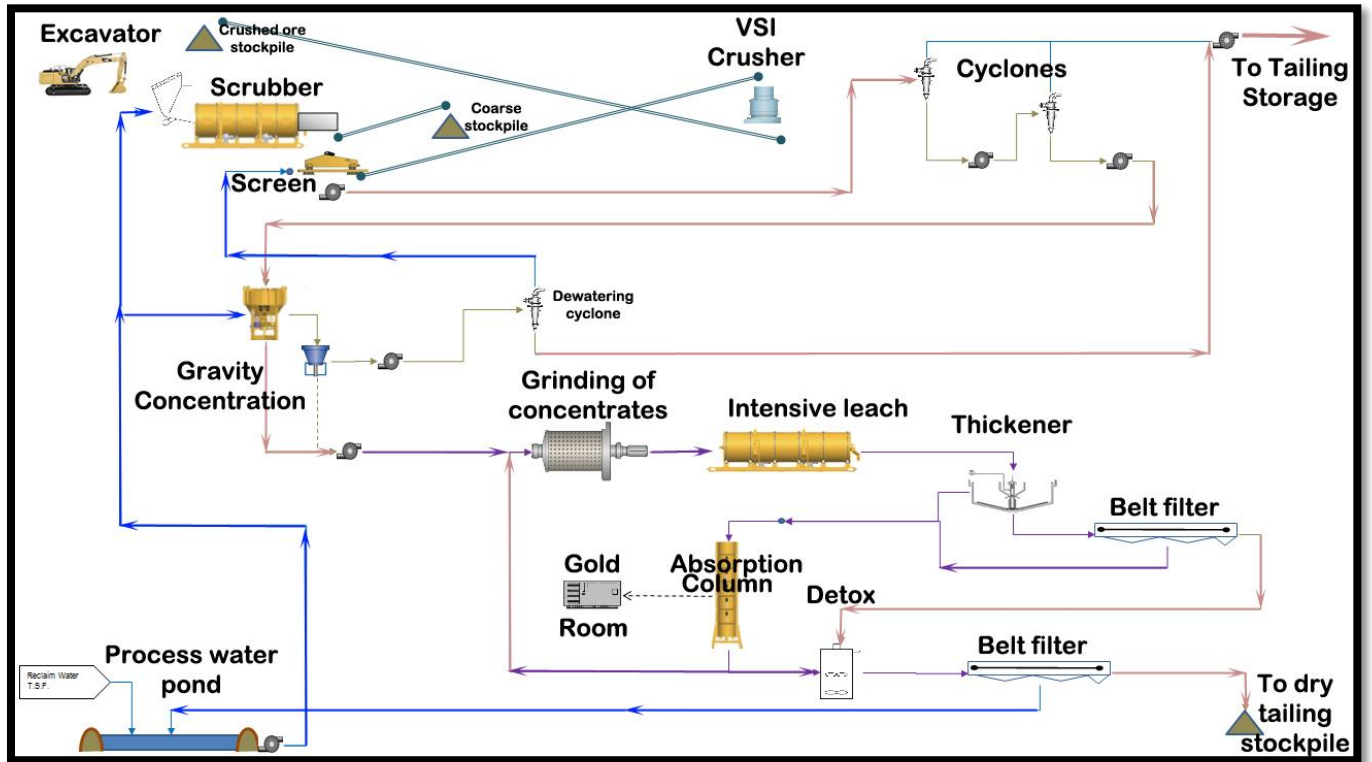 Excavator
Crushed ore
stockpile
VSI
Crusher
Cyclones
To Tailing
Storage
Scrubber
Coarse
stockpile
Screen
Dewatering
cyclone
Gravity
Concentration
Grinding of
concentrates
Intensive leach
Thickener
Belt filter
Gold
Room
Absorption
Column
Detox
Belt filter
Process water
pond
Reclaim Water
T.S.F.
To dry
tailing
stockpile